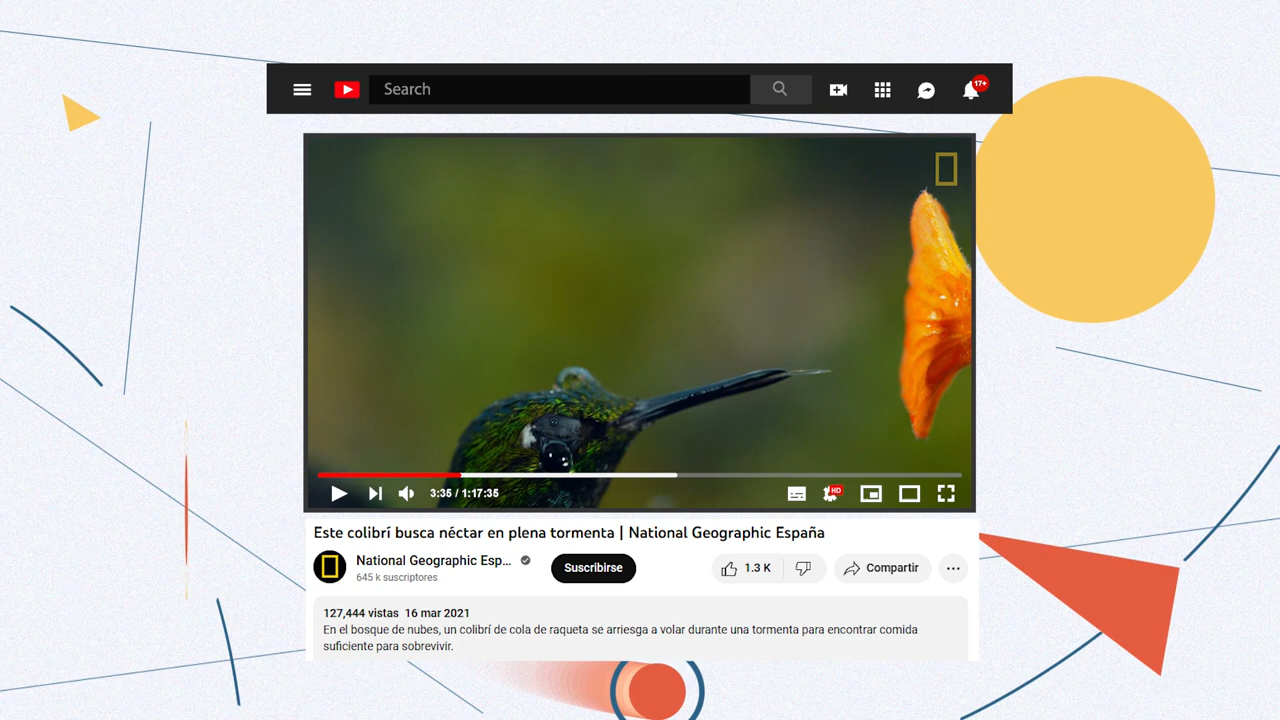 Search
17+
HD
3:35 / 1:17:35
Este colibrí busca néctar en plena tormenta | National Geographic España
National Geographic Esp...
645 k suscriptores
Suscribirse
1.3 K
Compartir
127,444 vistas 16 mar 2021
En el bosque de nubes, un colibrí de cola de raqueta se arriesga a volar durante una tormenta para encontrar comida
suficiente para sobrevivir.